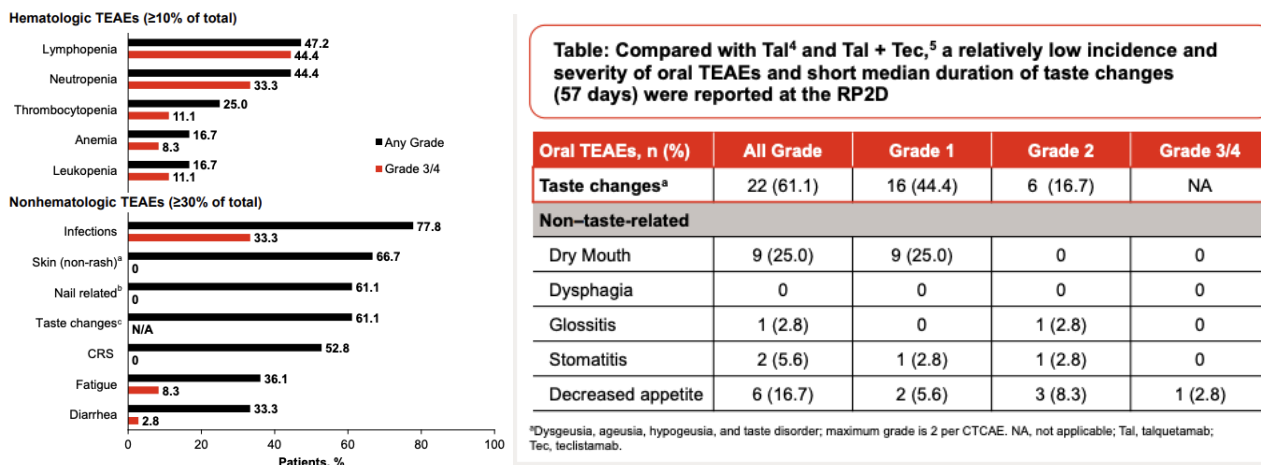 Hematologic TEAEs (≥10% of total)
Lymphopenia
47.2
44.4
Neutropenia
44.4
33.3
Thrombocytopenia
25.0
11.1
Anemia
16.7
8.3
Leukopenia
16.7
11.1
Any Grade
Grade 3/4
Nonhematologic TEAEs (≥30% of total)
Infections
77.8
33.3
Skin (non-rash)ᵃ
66.7
0
Nail relatedᵇ
61.1
0
Taste changesᶜ
61.1
N/A
CRS
52.8
0
Fatigue
36.1
8.3
Diarrhea
33.3
2.8
0 20 40 60 80 100
Patients, %
Table: Compared with Tal⁴ and Tal + Tec,⁵ a relatively low incidence and
severity of oral TEAEs and short median duration of taste changes
(57 days) were reported at the RP2D
Oral TEAEs, n (%) All Grade Grade 1 Grade 2 Grade 3/4
Taste changesᵃ 22 (61.1) 16 (44.4) 6 (16.7) NA
Non–taste-related
Dry Mouth 9 (25.0) 9 (25.0) 0 0
Dysphagia 0 0 0 0
Glossitis 1 (2.8) 0 1 (2.8) 0
Stomatitis 2 (5.6) 1 (2.8) 1 (2.8) 0
Decreased appetite 6 (16.7) 2 (5.6) 3 (8.3) 1 (2.8)
ᵃDysgeusia, ageusia, hypogeusia, and taste disorder; maximum grade is 2 per CTCAE. NA, not applicable; Tal, talquetamab;
Tec, teclistamab.